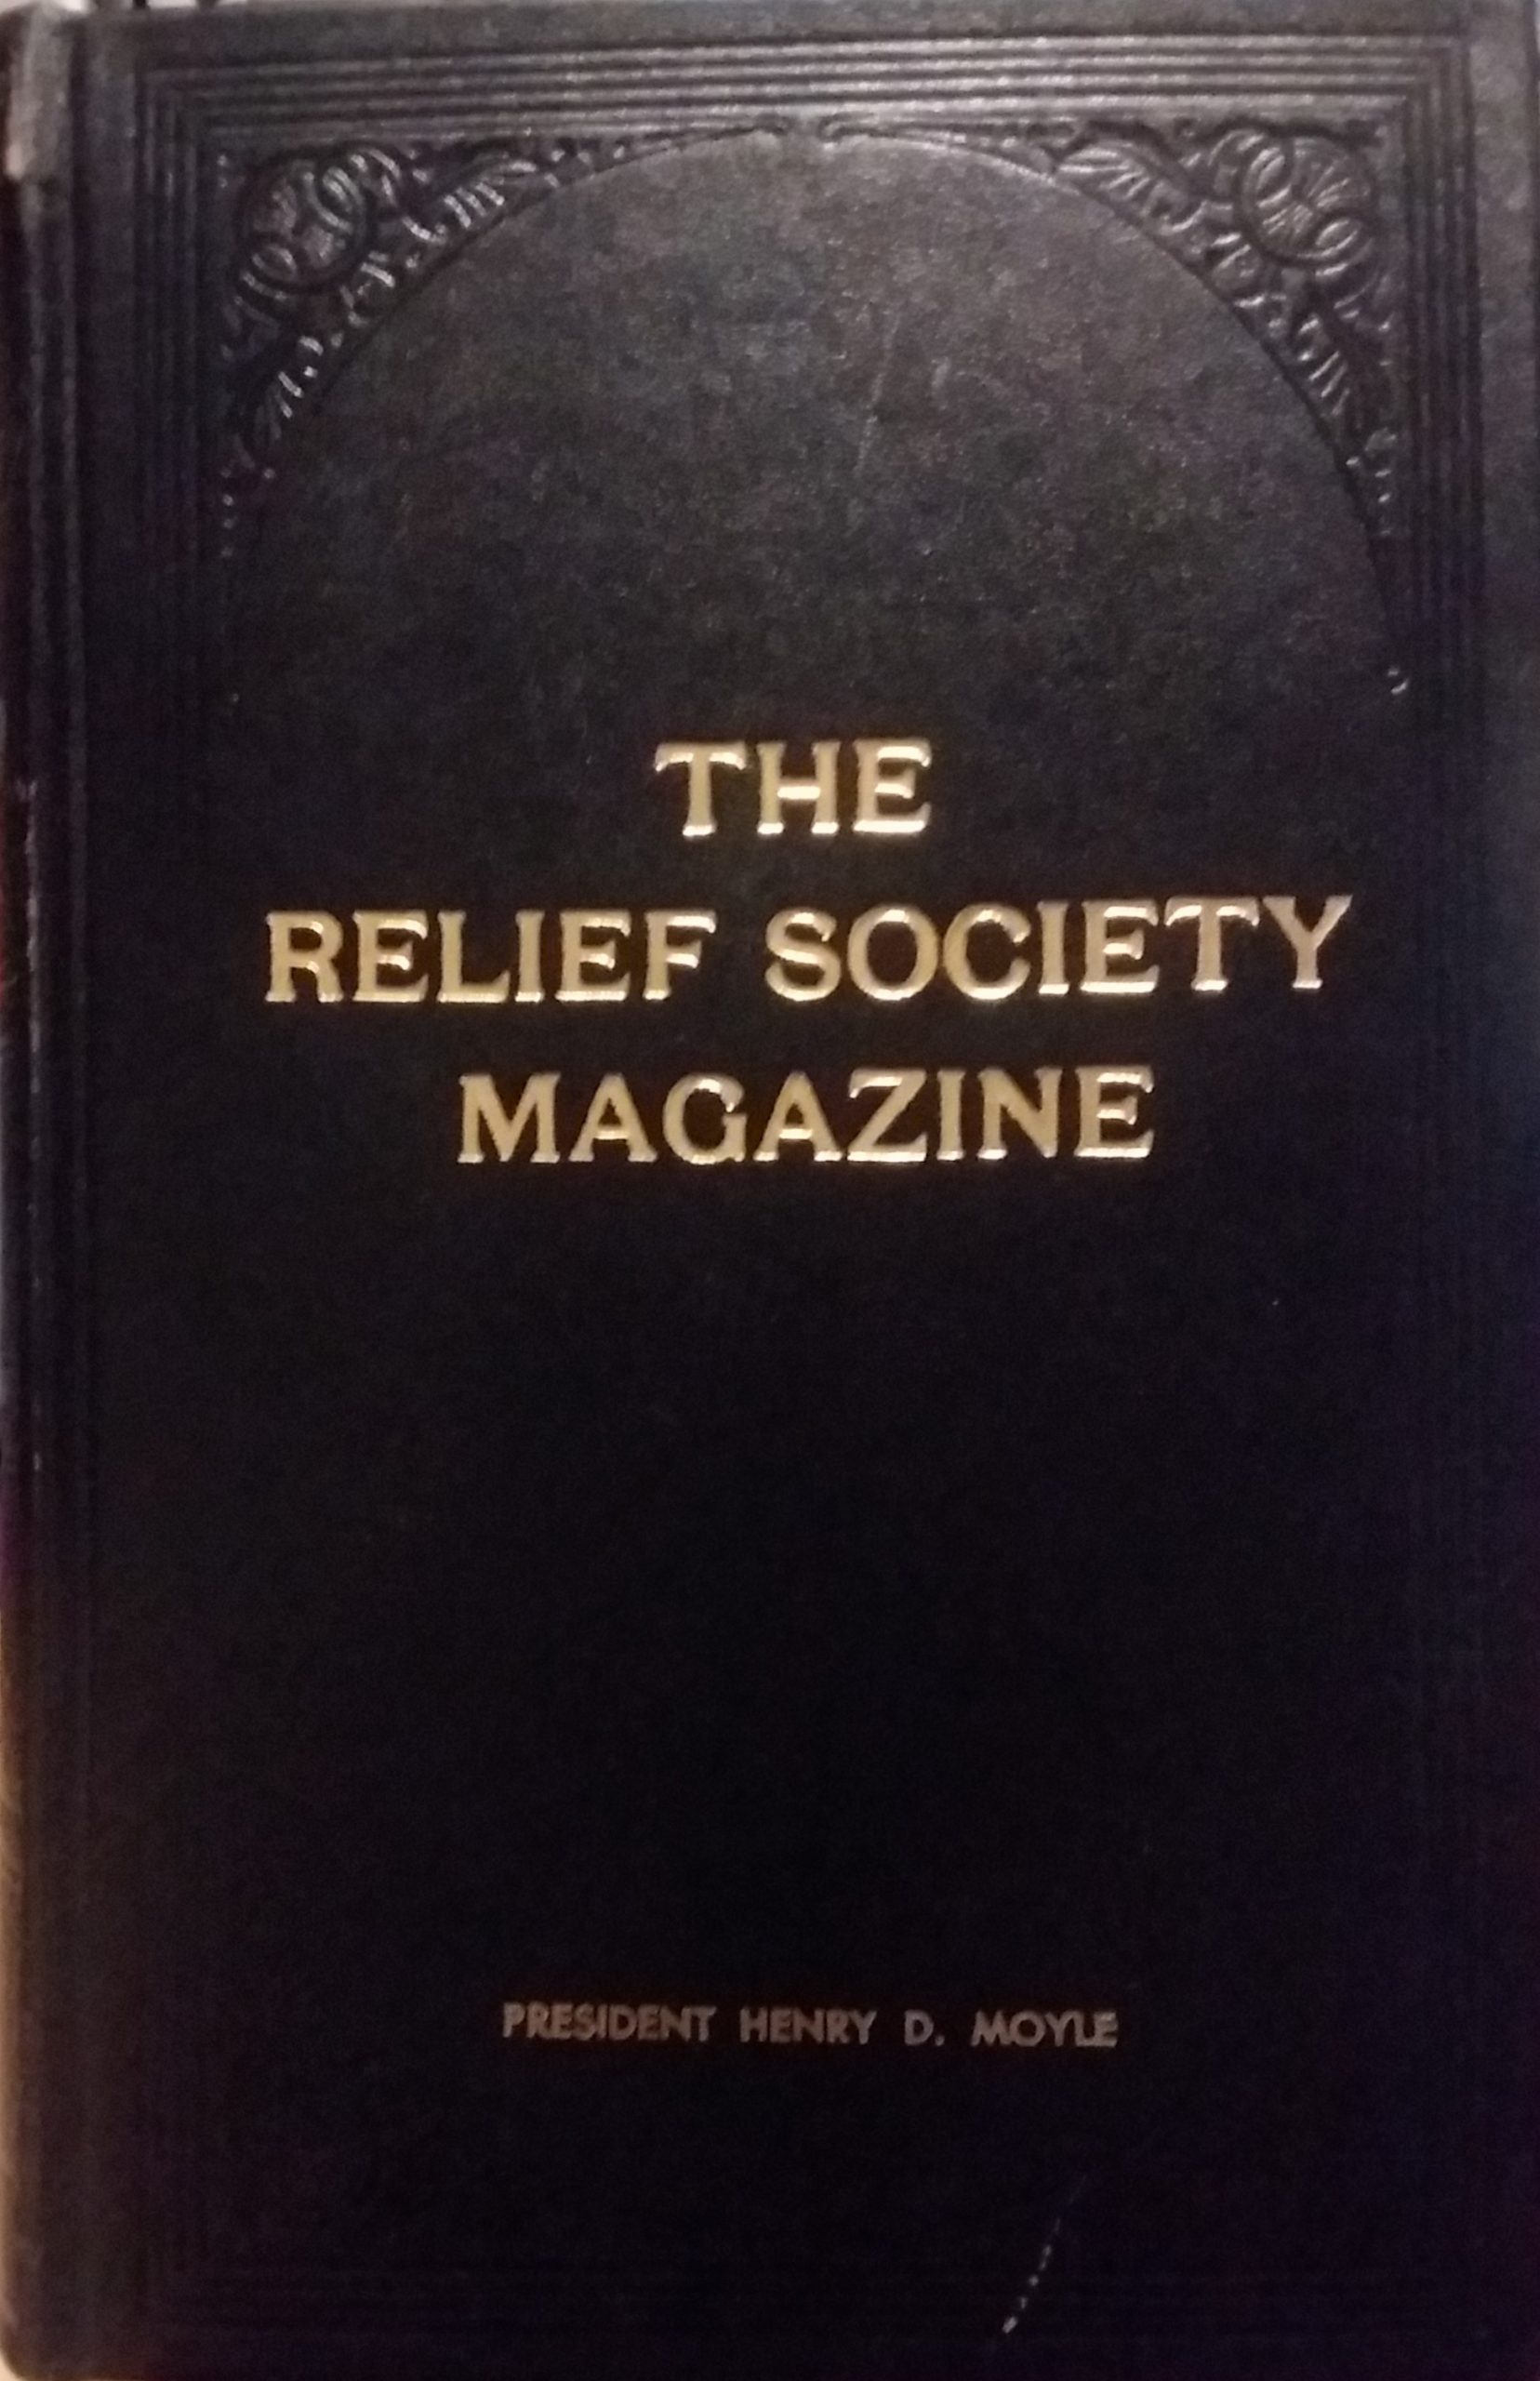 THE
RELIEF SOCIETY
MAGAZINE
PRESIDENT HENRY D. MOYLE